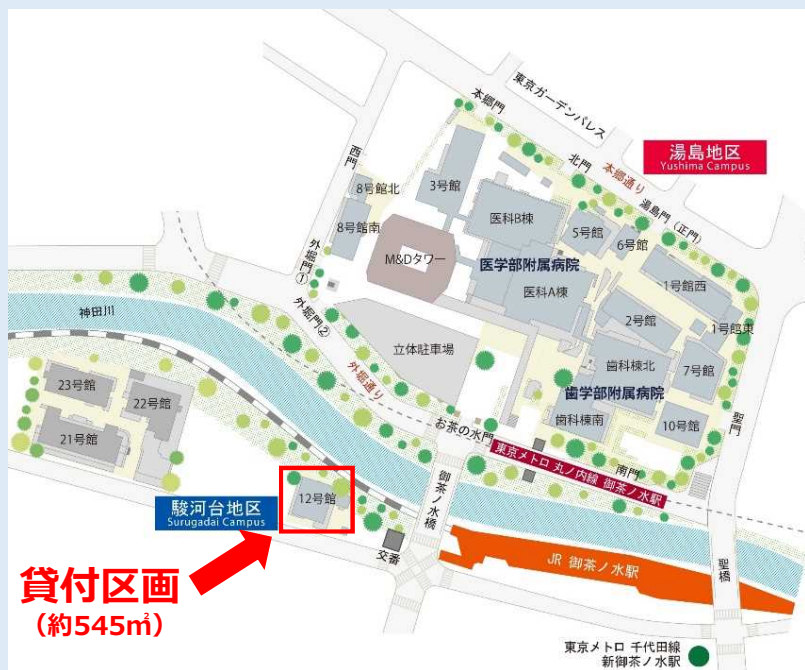 東京ガーデンパレス
本郷門
湯島地区
Yushima Campus
北門
本郷通り
西門
3号館
8号館北
湯島門(正門)
医科B棟
5号館
8号館南
6号館
M&Dタワー
医学部附属病院
外堀門①
1号館西
医科A棟
神田川
外堀門②
2号館
1号館東
立体駐車場
歯科棟北
7号館
外堀通り
23号館
歯学部附属病院
22号館
歯科棟南
10号館
聖門
21号館
お茶の水門
東京メトロ 丸ノ内線 御茶ノ水駅
南門
12号館
御茶ノ水橋
駿河台地区
Surugadai Campus
交番
JR 御茶ノ水駅
聖橋
貸付区画
(約545㎡)
東京メトロ 千代田線
新御茶ノ水駅